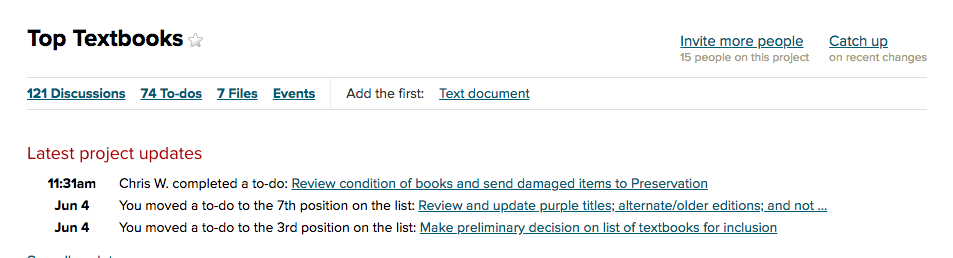 Top Textbooks
Invite more people Catch up
15 people on this project on recent changes
121 Discussions 74 To-dos 7 Files Events Add the first: Text document
Latest project updates
11:31am Chris W. completed a to-do: Review condition of books and send damaged items to Preservation
Jun 4 You moved a to-do to the 7th position on the list: Review and update purple titles; alternate/older editions; and not ...
Jun 4 You moved a to-do to the 3rd position on the list: Make preliminary decision on list of textbooks for inclusion